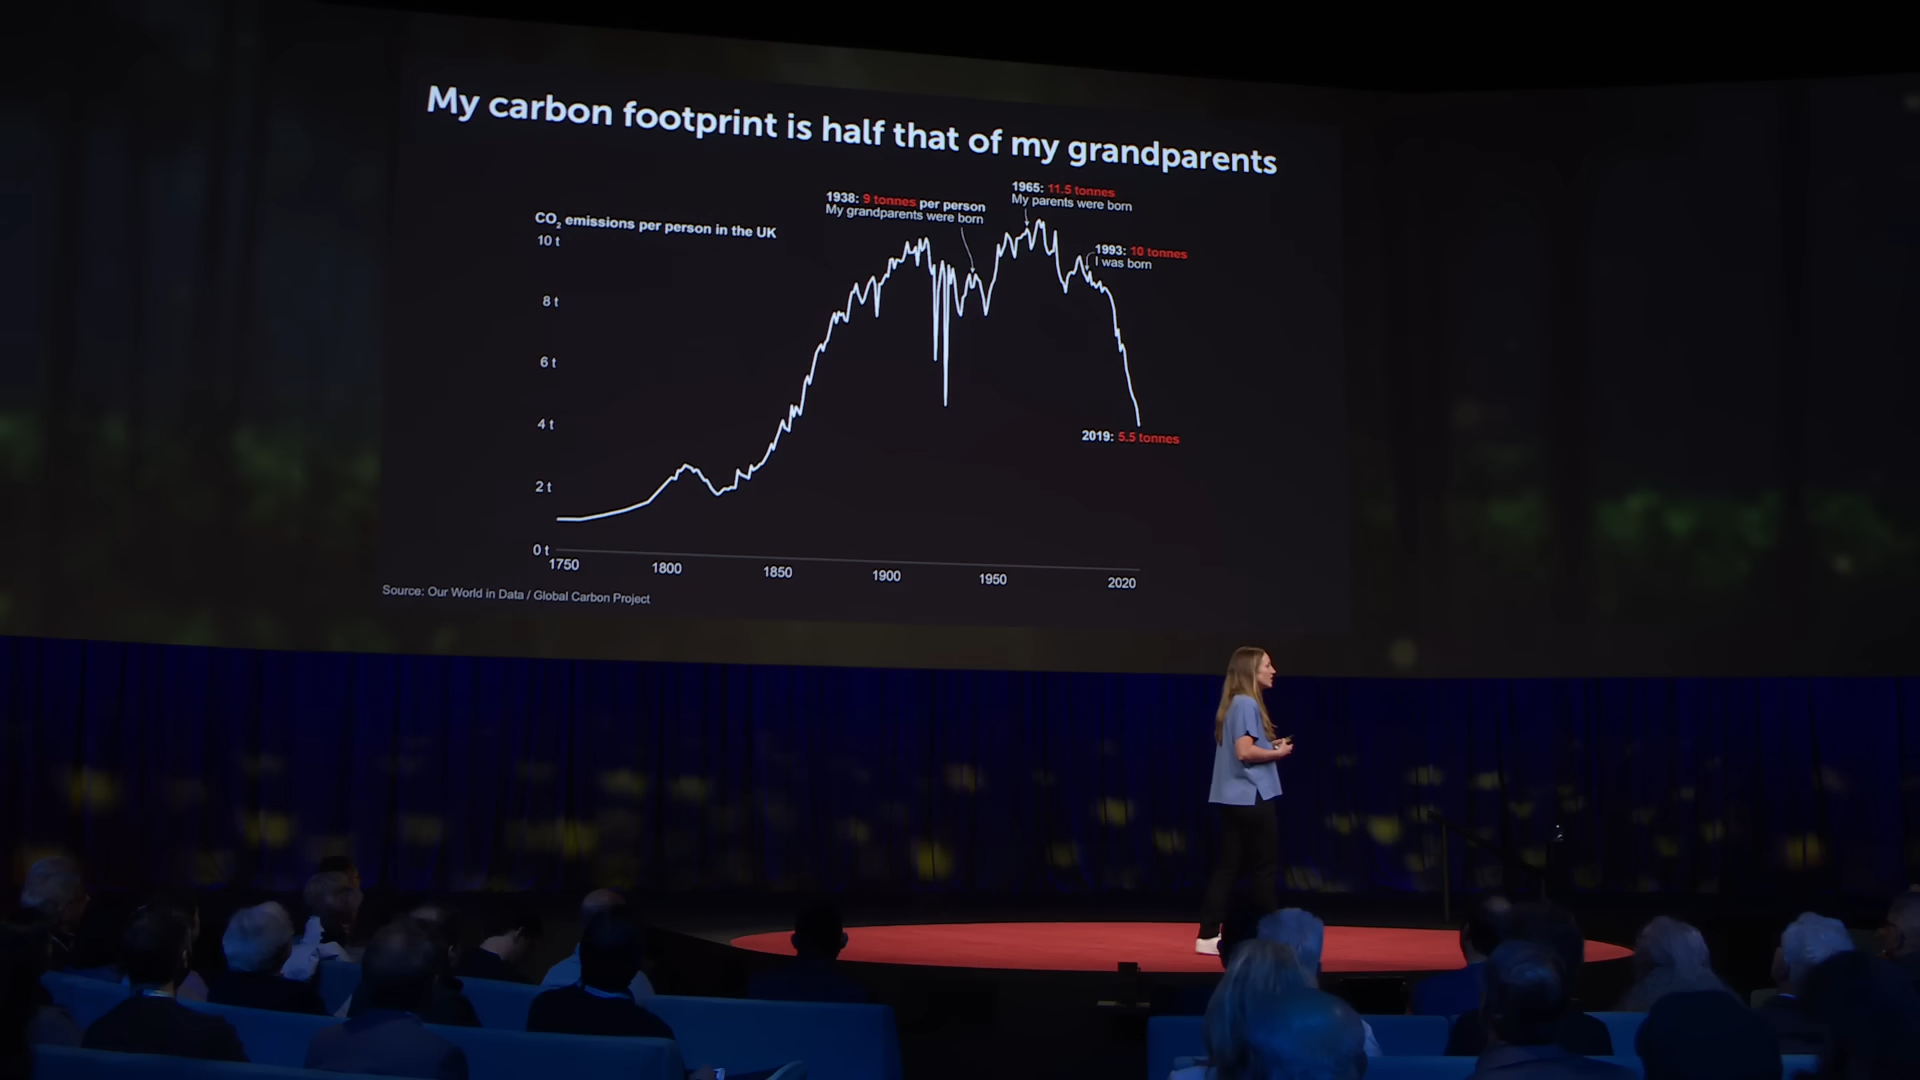 My carbon footprint is half that of my grandparents
1938: 9 tonnes per person
My grandparents were born
1965: 11.5 tonnes
My parents were born
CO₂ emissions per person in the UK
1993: 10 tonnes
I was born
10 t
8 t
6 t
4 t
2019: 5.5 tonnes
2 t
0 t
1750 1800 1850 1900 1950 2020
Source: Our World in Data / Global Carbon Project